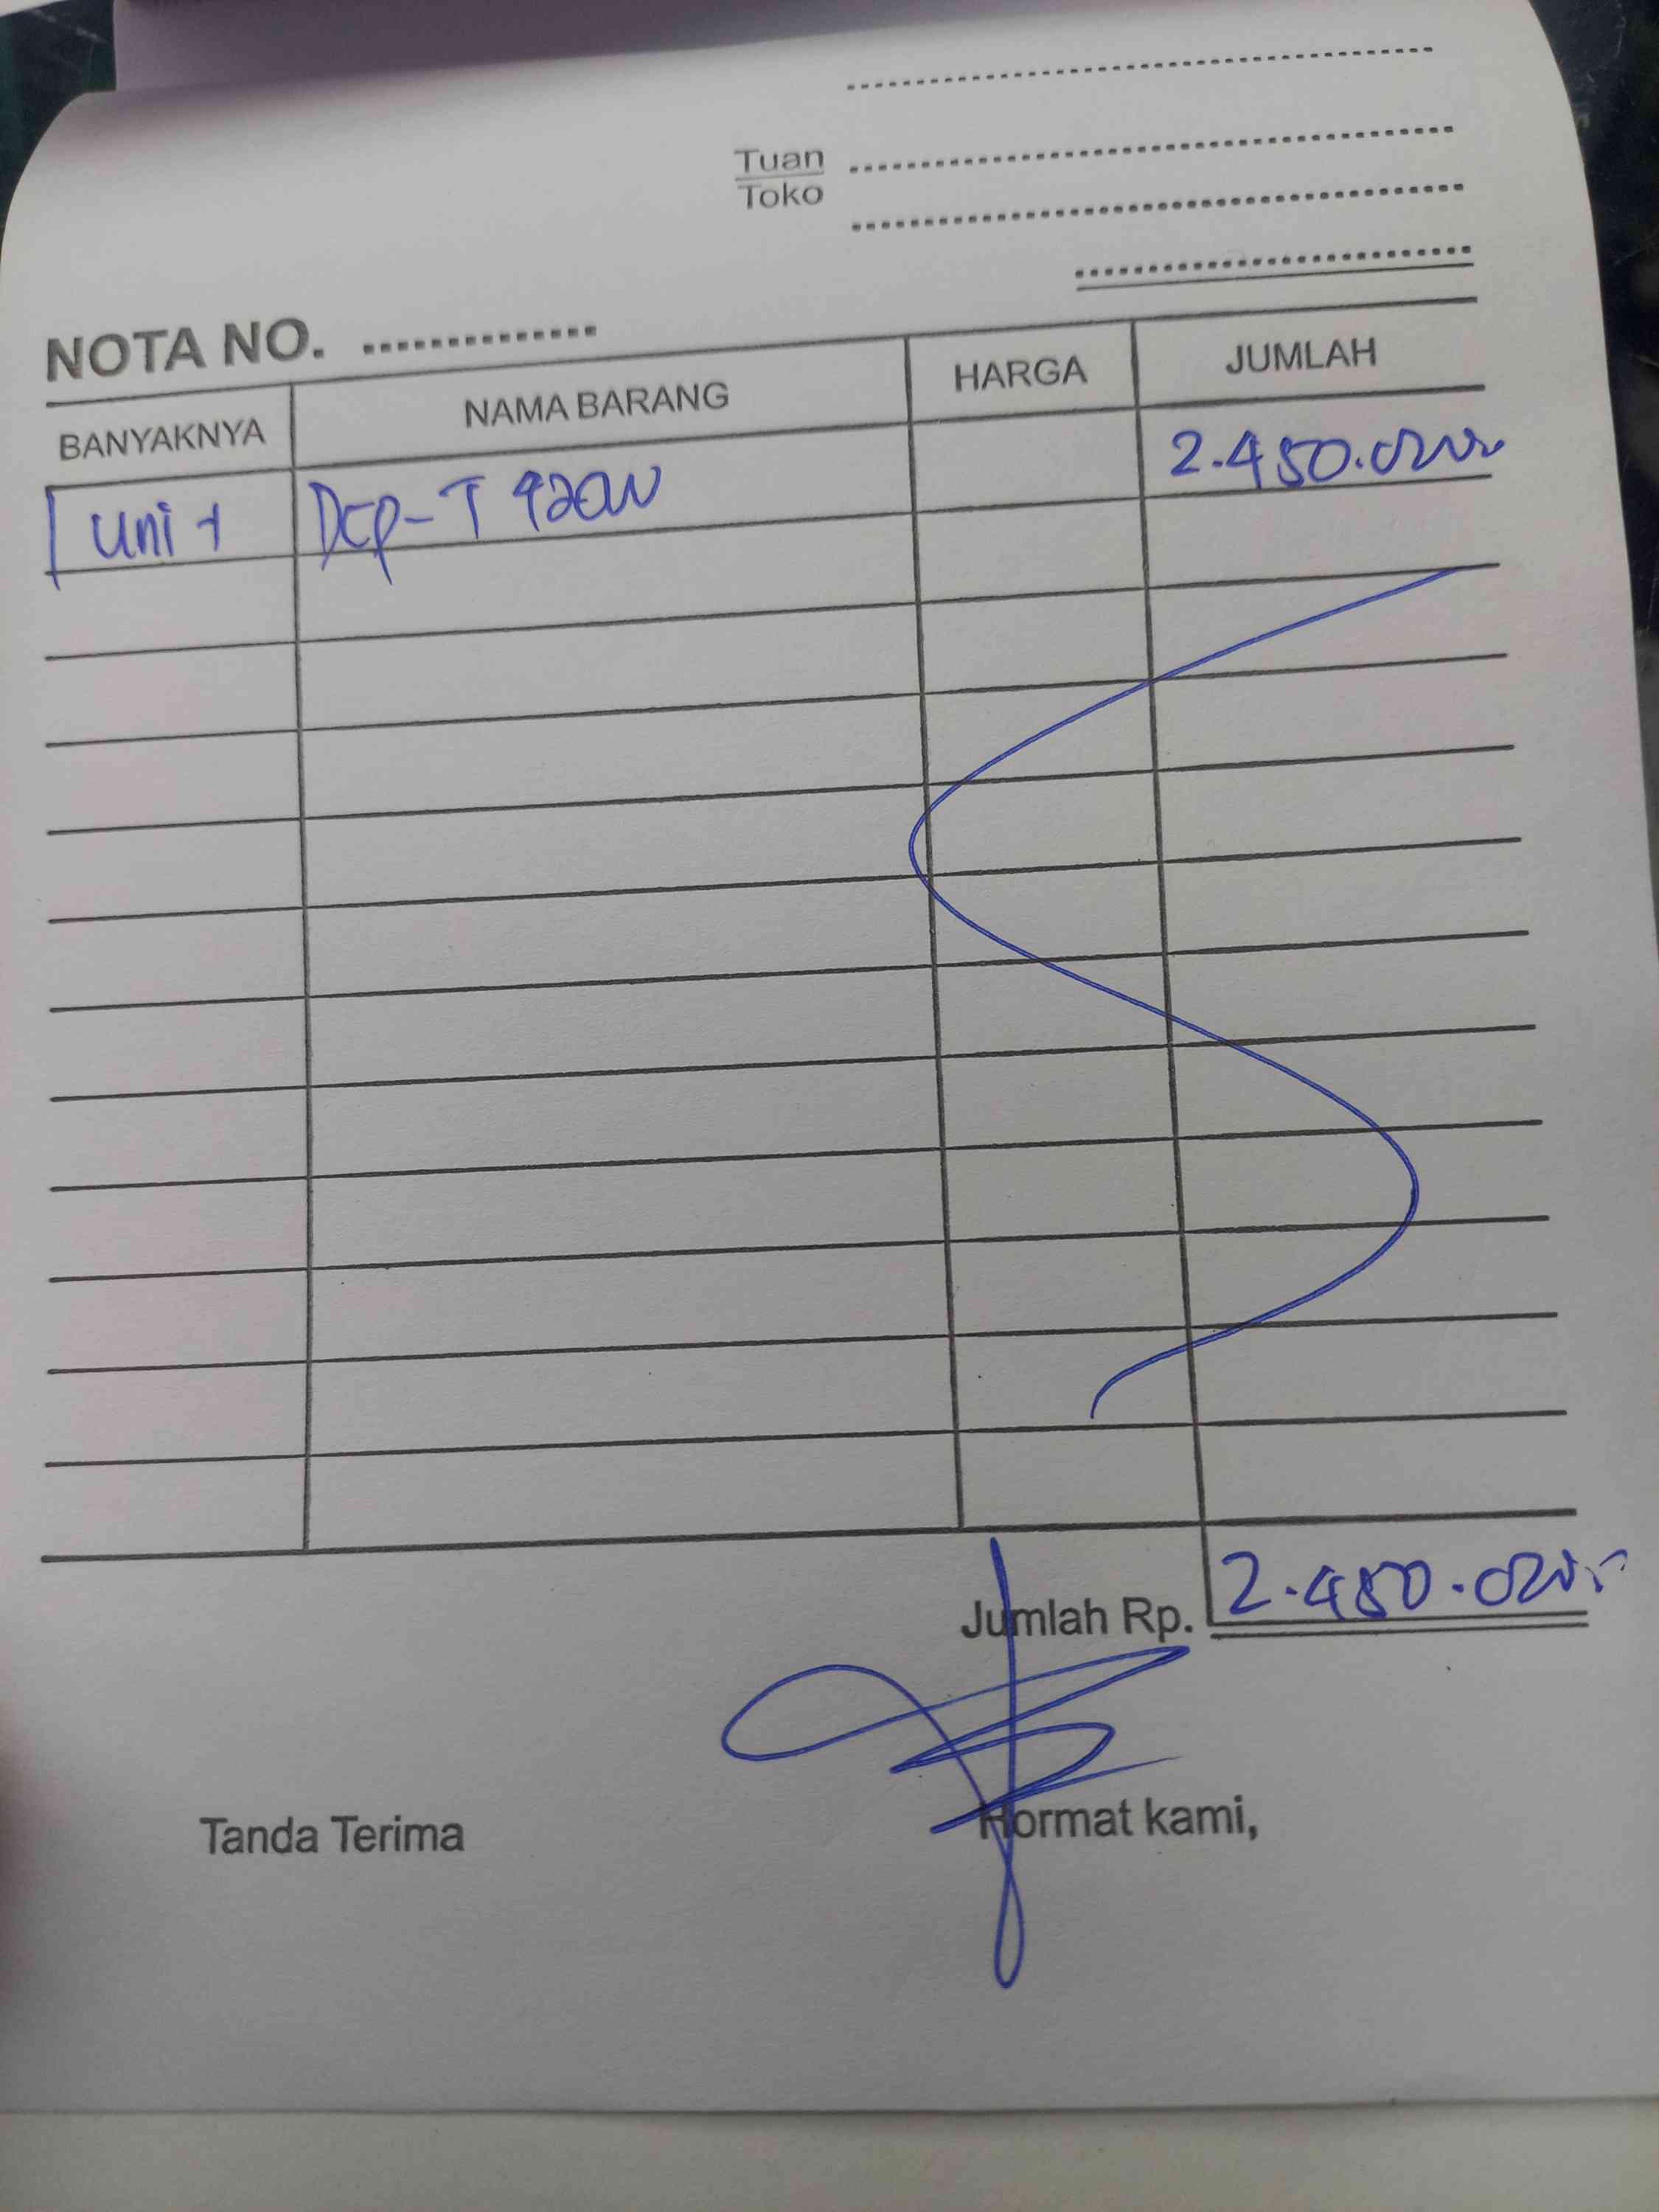 Tuan
Toko
NOTA NO. ..............
BANYAKNYA NAMA BARANG HARGA JUMLAH
1 Unit DCP-T 920W 2.450.000
Jumlah Rp. 2.450.000
Tanda Terima Hormat kami,